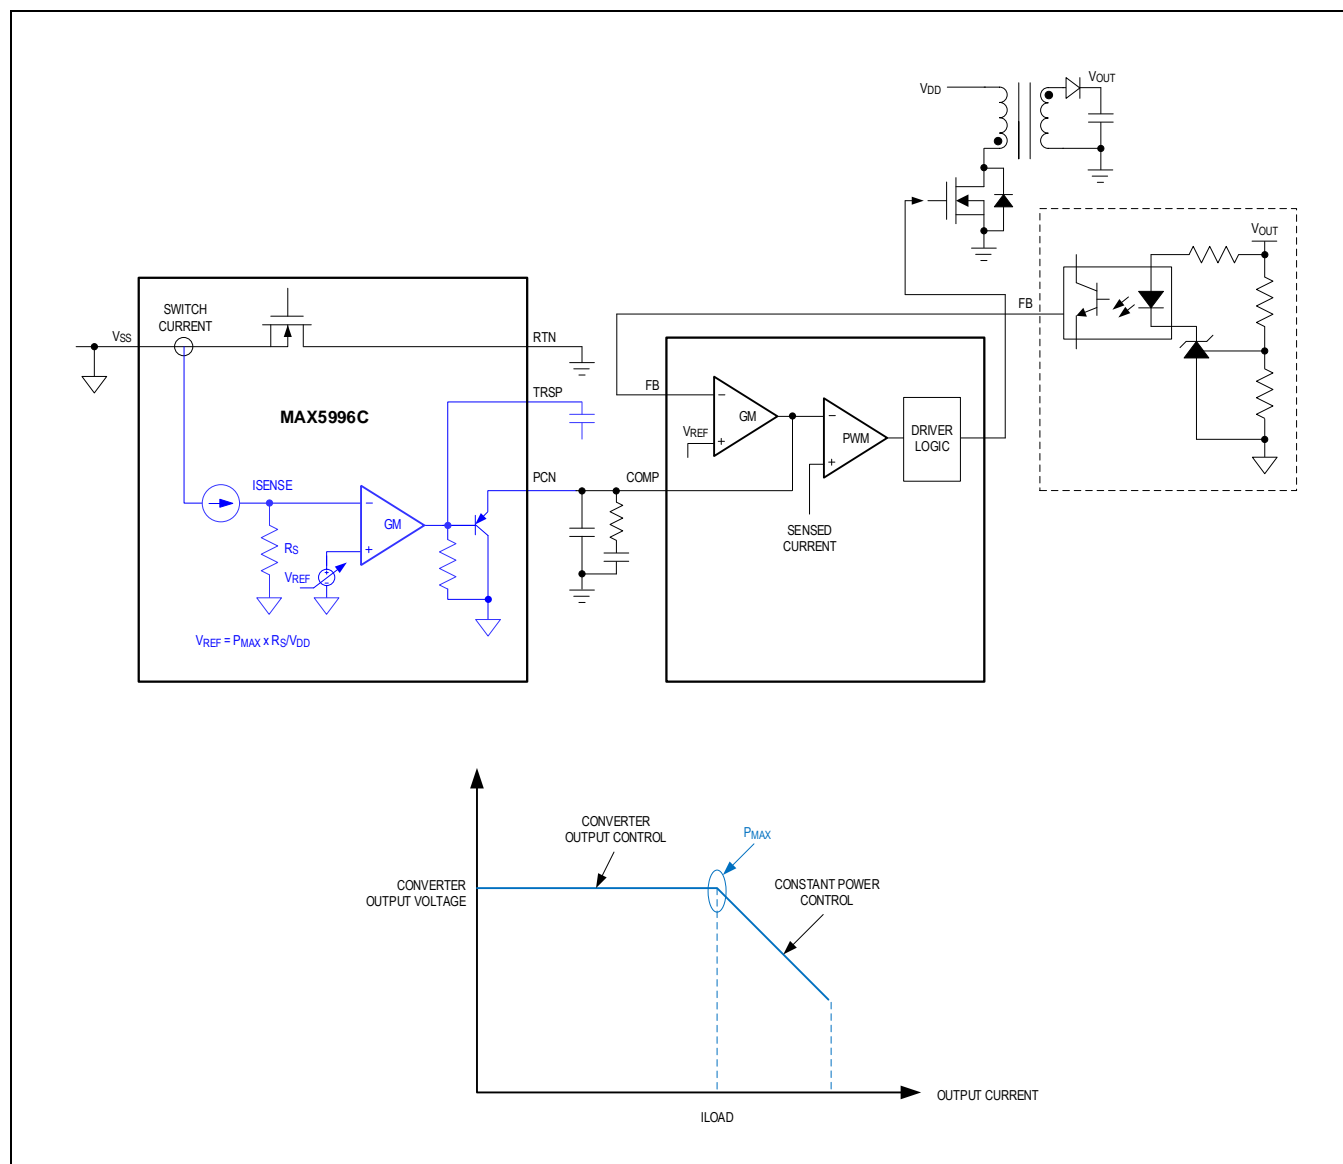 VDD
VOUT
VOUT
FB
SWITCH
CURRENT
VSS
RTN
TRSP
MAX5996C
PCN
ISENSE
GM
RS
VREF
VREF = PMAX x RS/VDD
−
+
+
−
COMP
FB
−
GM
VREF
+
−
PWM
+
DRIVER
LOGIC
SENSED
CURRENT
CONVERTER
OUTPUT CONTROL
PMAX
CONVERTER
OUTPUT VOLTAGE
CONSTANT POWER
CONTROL
OUTPUT CURRENT
ILOAD